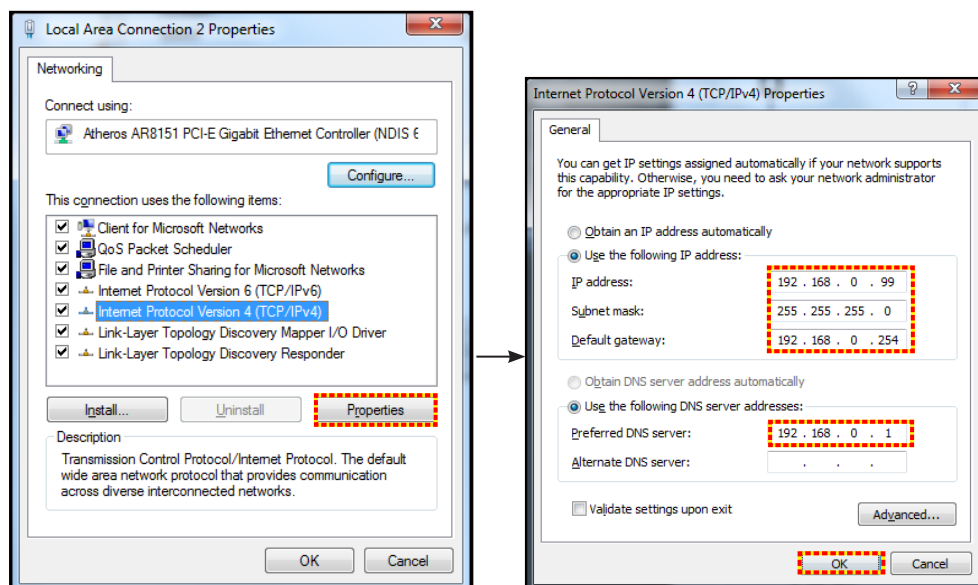 Local Area Connection 2 Properties
Networking
Connect using:
Atheros AR8151 PCI-E Gigabit Ethernet Controller (NDIS 6
Configure...
This connection uses the following items:
Client for Microsoft Networks
QoS Packet Scheduler
File and Printer Sharing for Microsoft Networks
Internet Protocol Version 6 (TCP/IPv6)
Internet Protocol Version 4 (TCP/IPv4)
Link-Layer Topology Discovery Mapper I/O Driver
Link-Layer Topology Discovery Responder
Install...
Uninstall
Properties
Description
Transmission Control Protocol/Internet Protocol. The default
wide area network protocol that provides communication
across diverse interconnected networks.
OK
Cancel
Internet Protocol Version 4 (TCP/IPv4) Properties
General
You can get IP settings assigned automatically if your network supports
this capability. Otherwise, you need to ask your network administrator
for the appropriate IP settings.
Obtain an IP address automatically
Use the following IP address:
IP address: 192 . 168 . 0 . 99
Subnet mask: 255 . 255 . 255 . 0
Default gateway: 192 . 168 . 0 . 254
Obtain DNS server address automatically
Use the following DNS server addresses:
Preferred DNS server: 192 . 168 . 0 . 1
Alternate DNS server: . . .
Validate settings upon exit
Advanced...
OK
Cancel